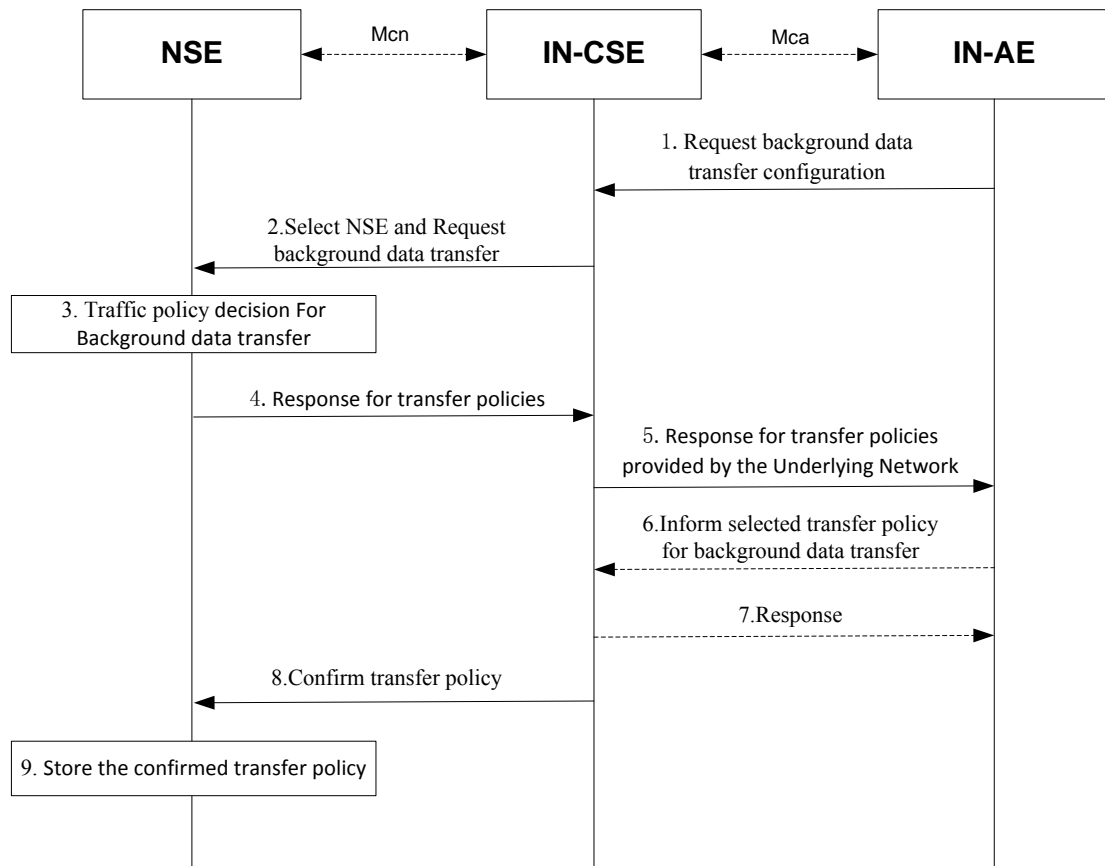 NSE
Mcn
IN-CSE
Mca
IN-AE
1. Request background data
transfer configuration
2.Select NSE and Request
background data transfer
3. Traffic policy decision For
Background data transfer
4. Response for transfer policies
5. Response for transfer policies
provided by the Underlying Network
6.Inform selected transfer policy
for background data transfer
7.Response
8.Confirm transfer policy
9. Store the confirmed transfer policy